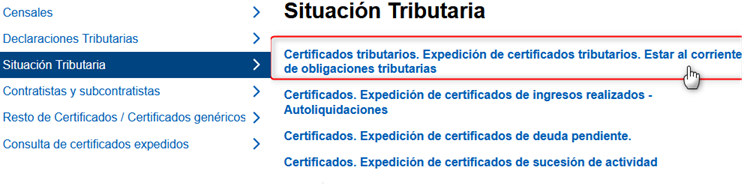 Censales
Declaraciones Tributarias
Situación Tributaria
Contratistas y subcontratistas
Resto de Certificados / Certificados genéricos
Consulta de certificados expedidos
Situación Tributaria
Certificados tributarios. Expedición de certificados tributarios. Estar al corriente
de obligaciones tributarias
Certificados. Expedición de certificados de ingresos realizados -
Autoliquidaciones
Certificados. Expedición de certificados de deuda pendiente.
Certificados. Expedición de certificados de sucesión de actividad